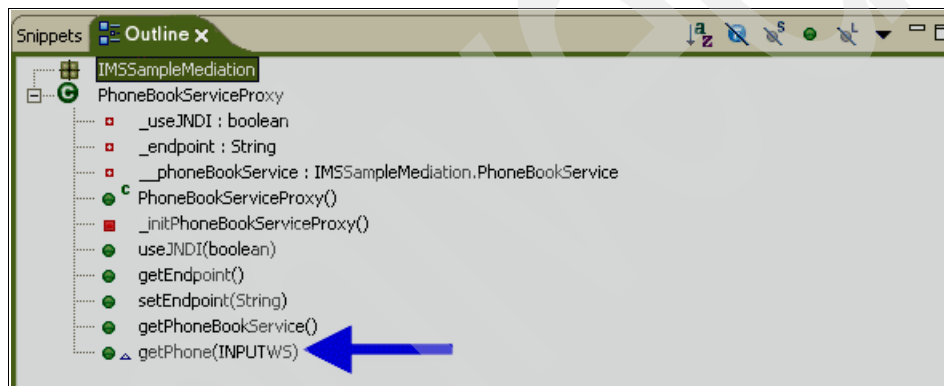 Snippets Outline
IMSSampleMediation
PhoneBookServiceProxy
_useJNDI : boolean
_endpoint : String
__phoneBookService : IMSSampleMediation.PhoneBookService
PhoneBookServiceProxy()
_initPhoneBookServiceProxy()
useJNDI(boolean)
getEndpoint()
setEndpoint(String)
getPhoneBookService()
getPhone(INPUTWS)